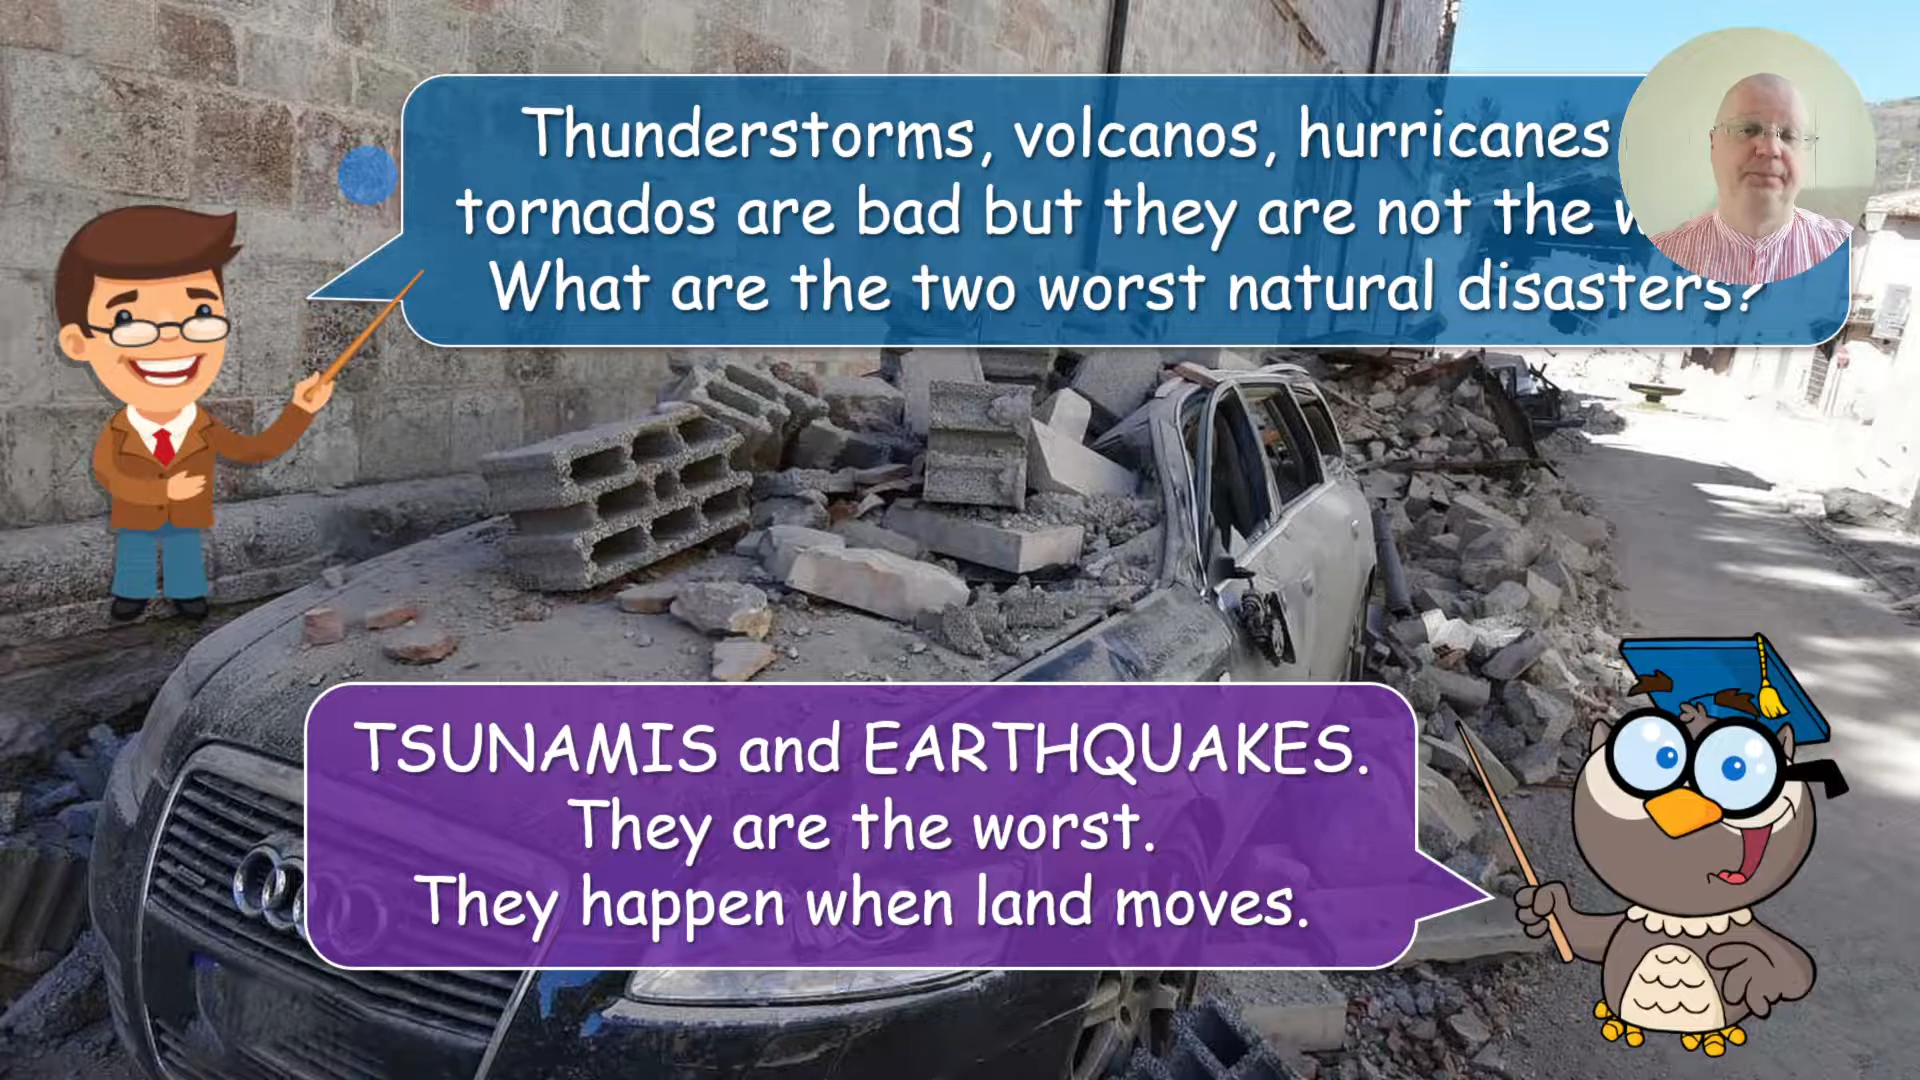 Thunderstorms, volcanos, hurricanes
tornados are bad but they are not the
What are the two worst natural disasters?
TSUNAMIS and EARTHQUAKES.
They are the worst.
They happen when land moves.